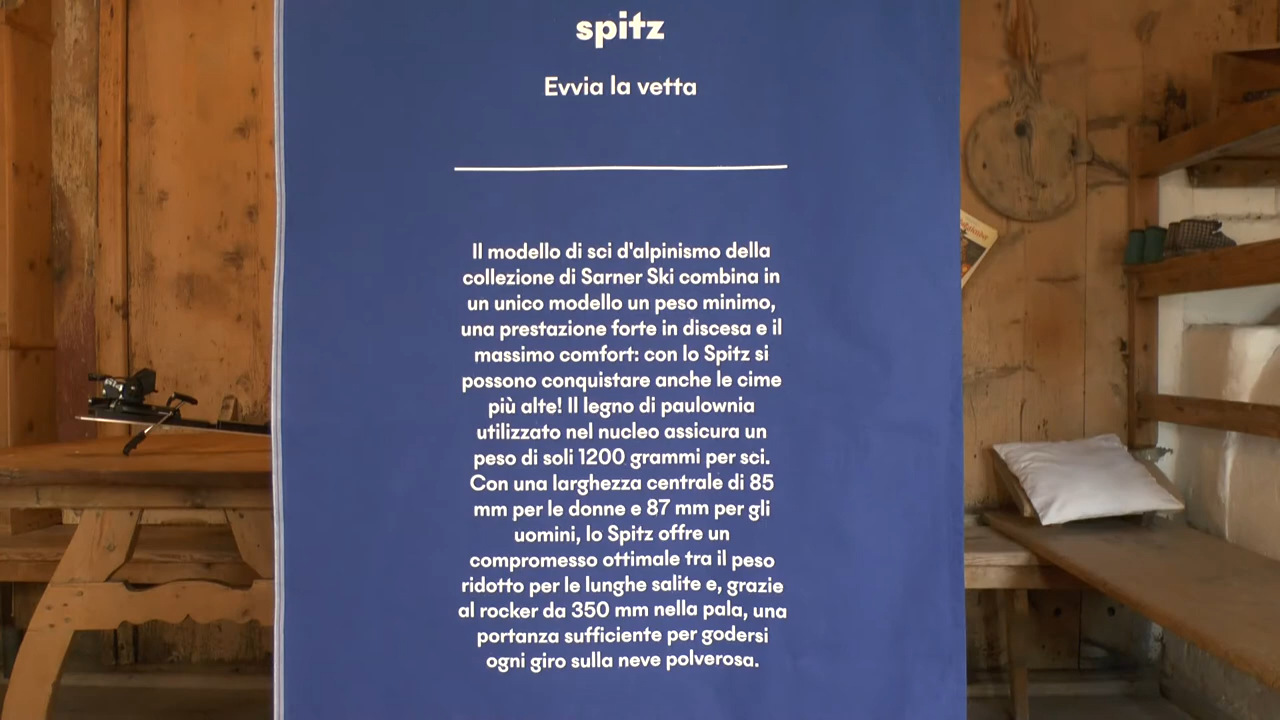 spitz
Evvia la vetta
Il modello di sci d'alpinismo della
collezione di Sarner Ski combina in
un unico modello un peso minimo,
una prestazione forte in discesa e il
massimo comfort: con lo Spitz si
possono conquistare anche le cime
più alte! Il legno di paulownia
utilizzato nel nucleo assicura un
peso di soli 1200 grammi per sci.
Con una larghezza centrale di 85
mm per le donne e 87 mm per gli
uomini, lo Spitz offre un
compromesso ottimale tra il peso
ridotto per le lunghe salite e, grazie
al rocker da 350 mm nella pala, una
portanza sufficiente per godersi
ogni giro sulla neve polverosa.